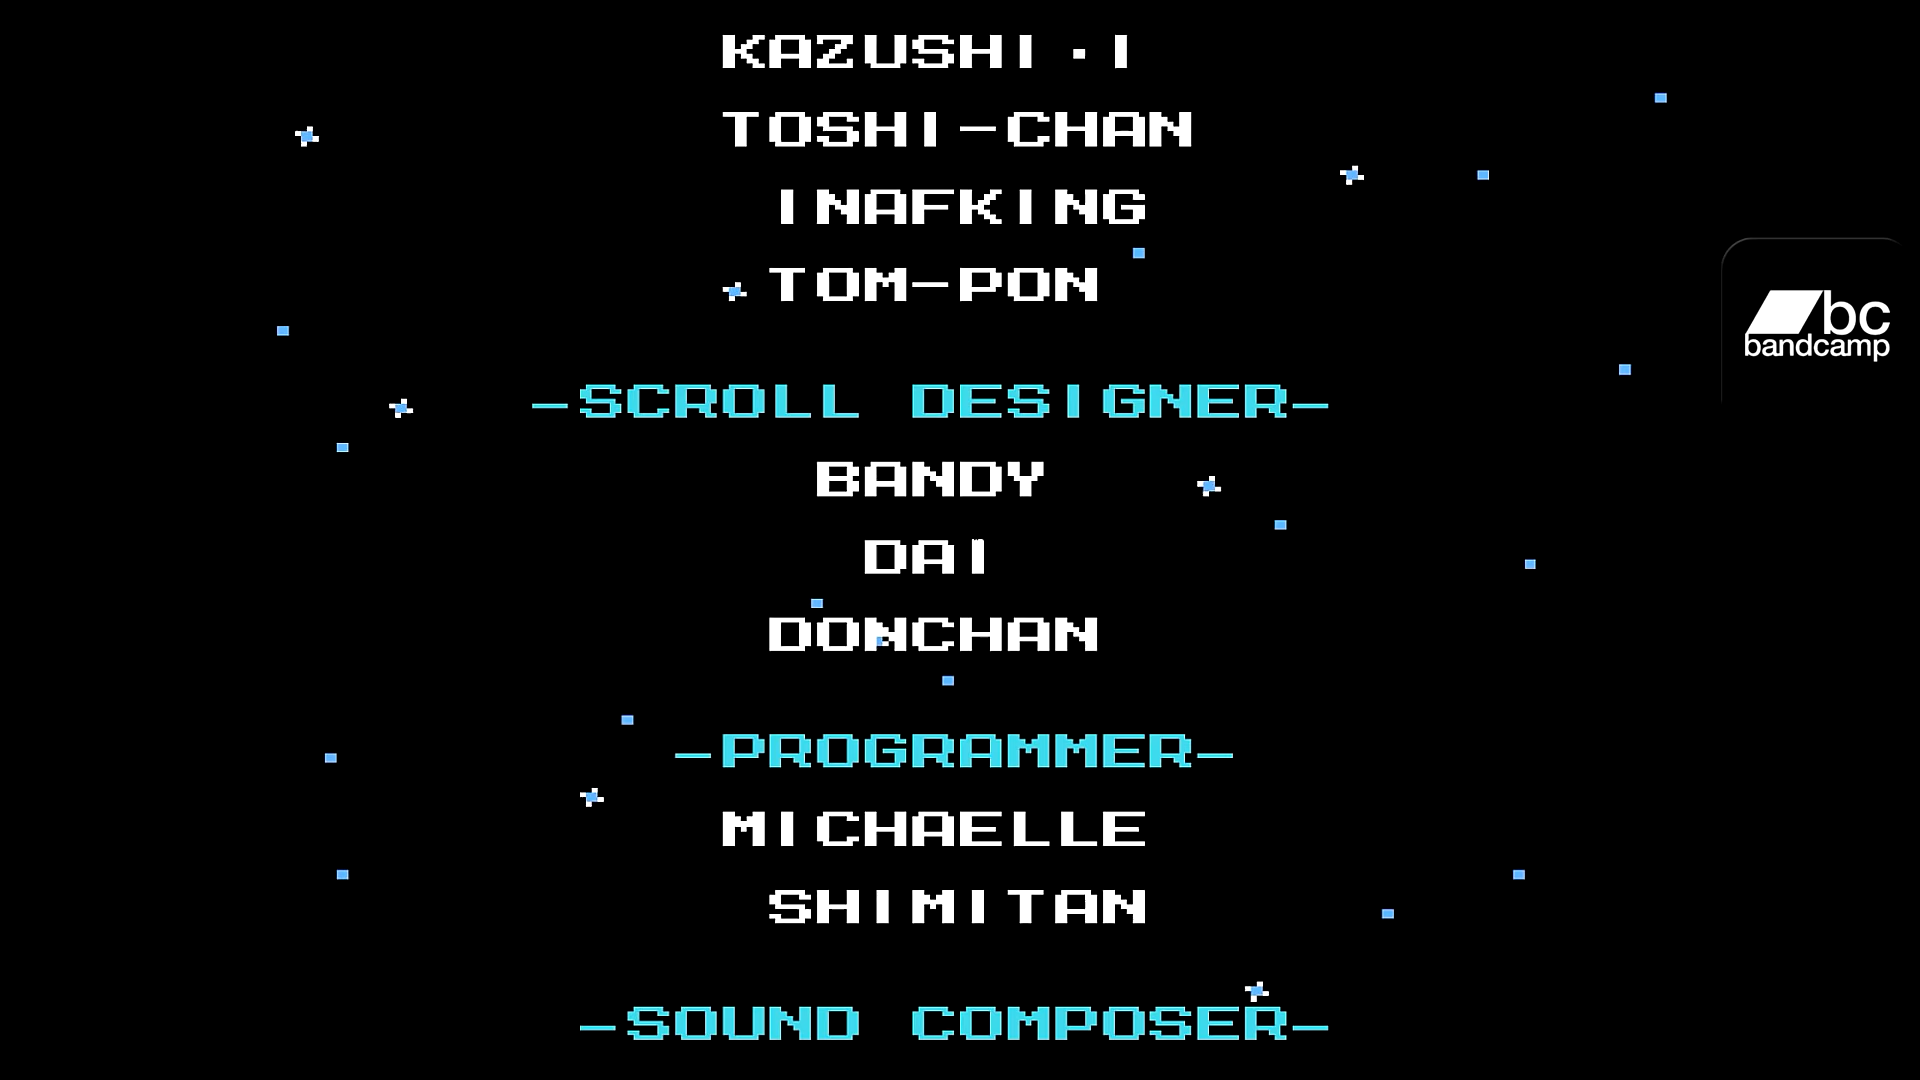 KAZUSHI・I
TOSHI-CHAN
INAFKING
TOM-PON
-SCROLL DESIGNER-
BANDY
DAI
DONCHAN
-PROGRAMMER-
MICHAELLE
SHIMITAN
-SOUND COMPOSER-
bc
bandcamp